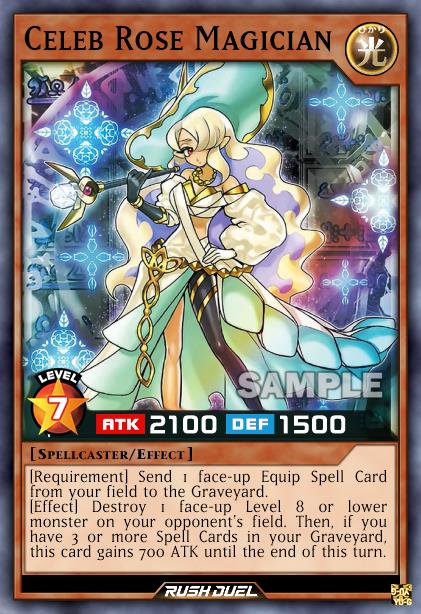 CELEB ROSE MAGICIAN
ひかり
光
SAMPLE
LEVEL
7
ATK 2100 DEF 1500
[SPELLCASTER/EFFECT]
[Requirement] Send 1 face-up Equip Spell Card
from your field to the Graveyard.
[Effect] Destroy 1 face-up Level 8 or lower
monster on your opponent's field. Then, if you
have 3 or more Spell Cards in your Graveyard,
this card gains 700 ATK until the end of this turn.
RUSH DUEL